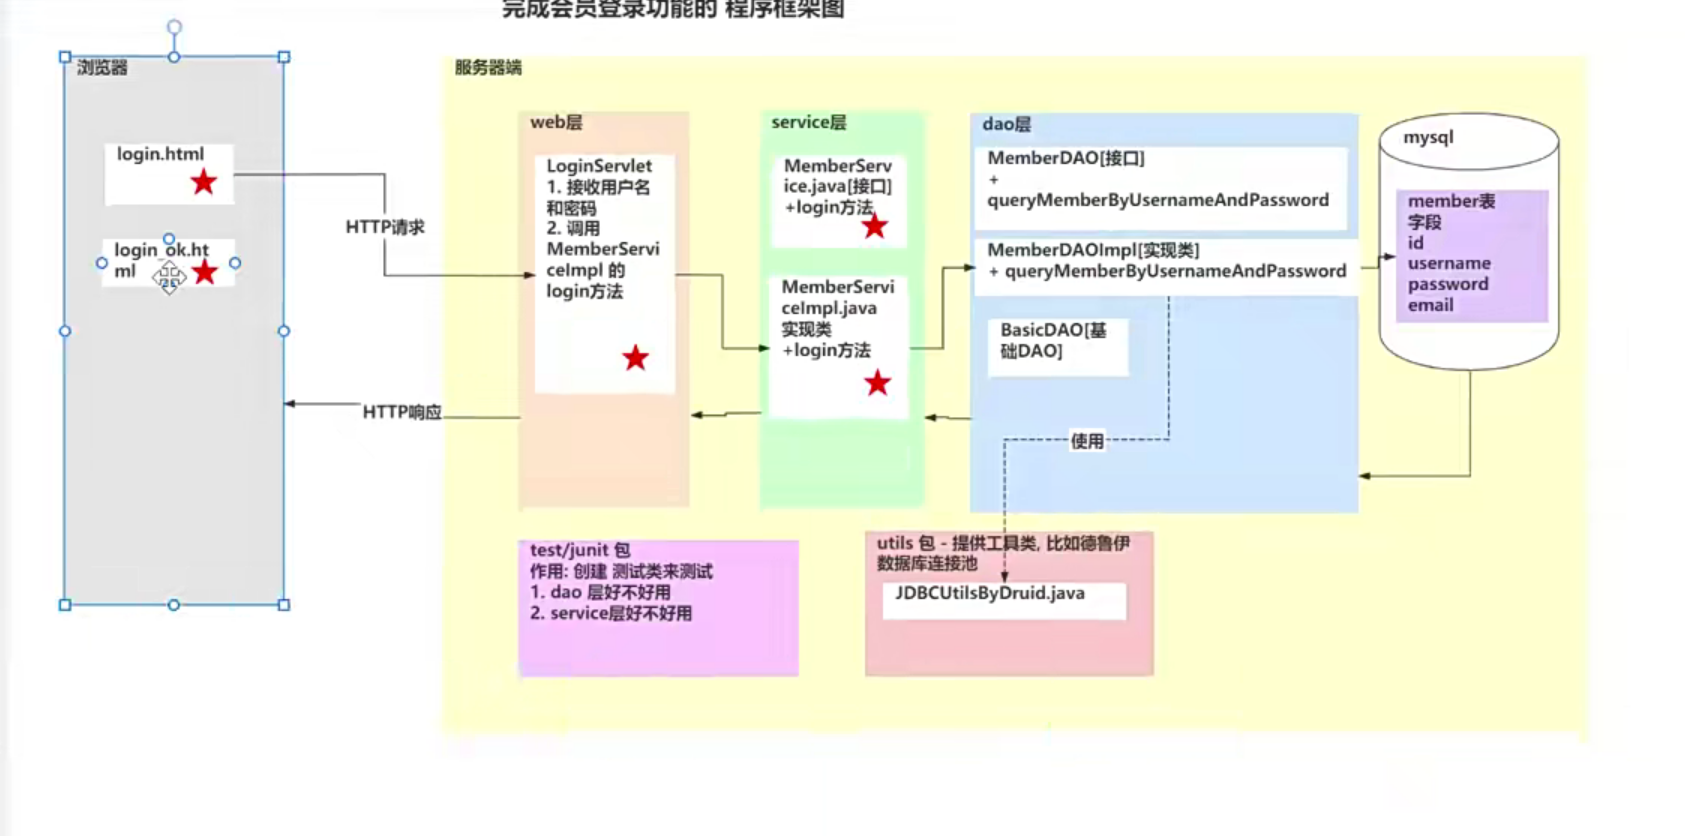 完成会员登录功能的 程序框架图
浏览器
login.html
login_ok.ht
ml
HTTP请求
HTTP响应
服务器端
web层
LoginServlet
1. 接收用户名
和密码
2. 调用
MemberServi
ceImpl 的
login方法
service层
MemberServ
ice.java[接口]
+login方法
MemberServi
ceImpl.java
实现类
+login方法
dao层
MemberDAO[接口]
+
queryMemberByUsernameAndPassword
MemberDAOImpl[实现类]
+ queryMemberByUsernameAndPassword
BasicDAO[基
础DAO]
使用
mysql
member表
字段
id
username
password
email
test/junit 包
作用: 创建 测试类来测试
1. dao 层好不好用
2. service层好不好用
utils 包 - 提供工具类, 比如德鲁伊
数据库连接池
JDBCUtilsByDruid.java